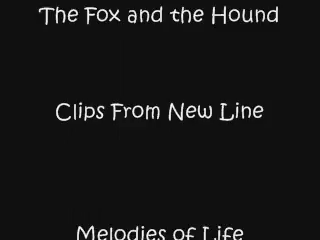 The Fox and the Hound
Clips From New Line
Melodies of Life